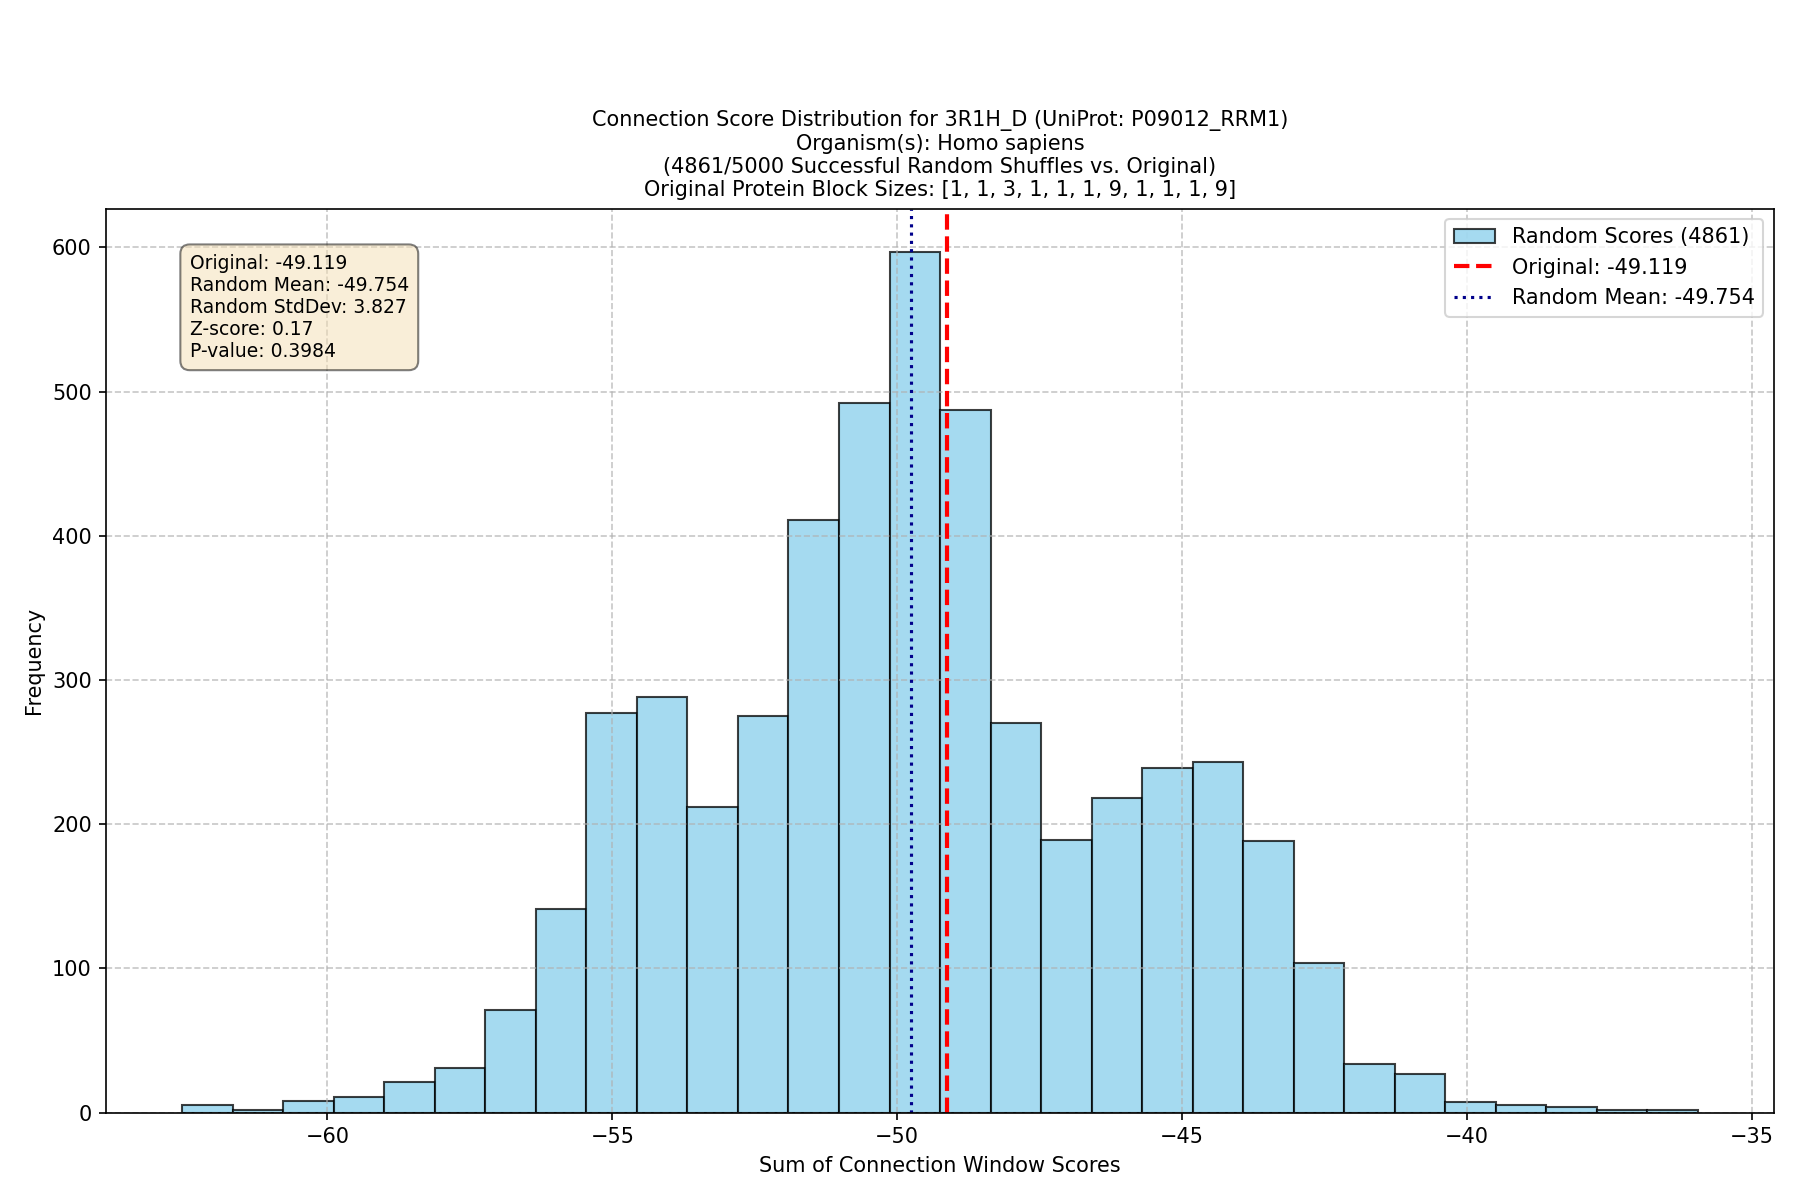 Connection Score Distribution for 3R1H_D (UniProt: P09012_RRM1)
Organism(s): Homo sapiens
(4861/5000 Successful Random Shuffles vs. Original)
Original Protein Block Sizes: [1, 1, 3, 1, 1, 1, 9, 1, 1, 1, 9]
Original: -49.119
Random Mean: -49.754
Random StdDev: 3.827
Z-score: 0.17
P-value: 0.3984
Random Scores (4861)
Original: -49.119
Random Mean: -49.754
Frequency
600
500
400
300
200
100
0
−60
−55
−50
−45
−40
−35
Sum of Connection Window Scores